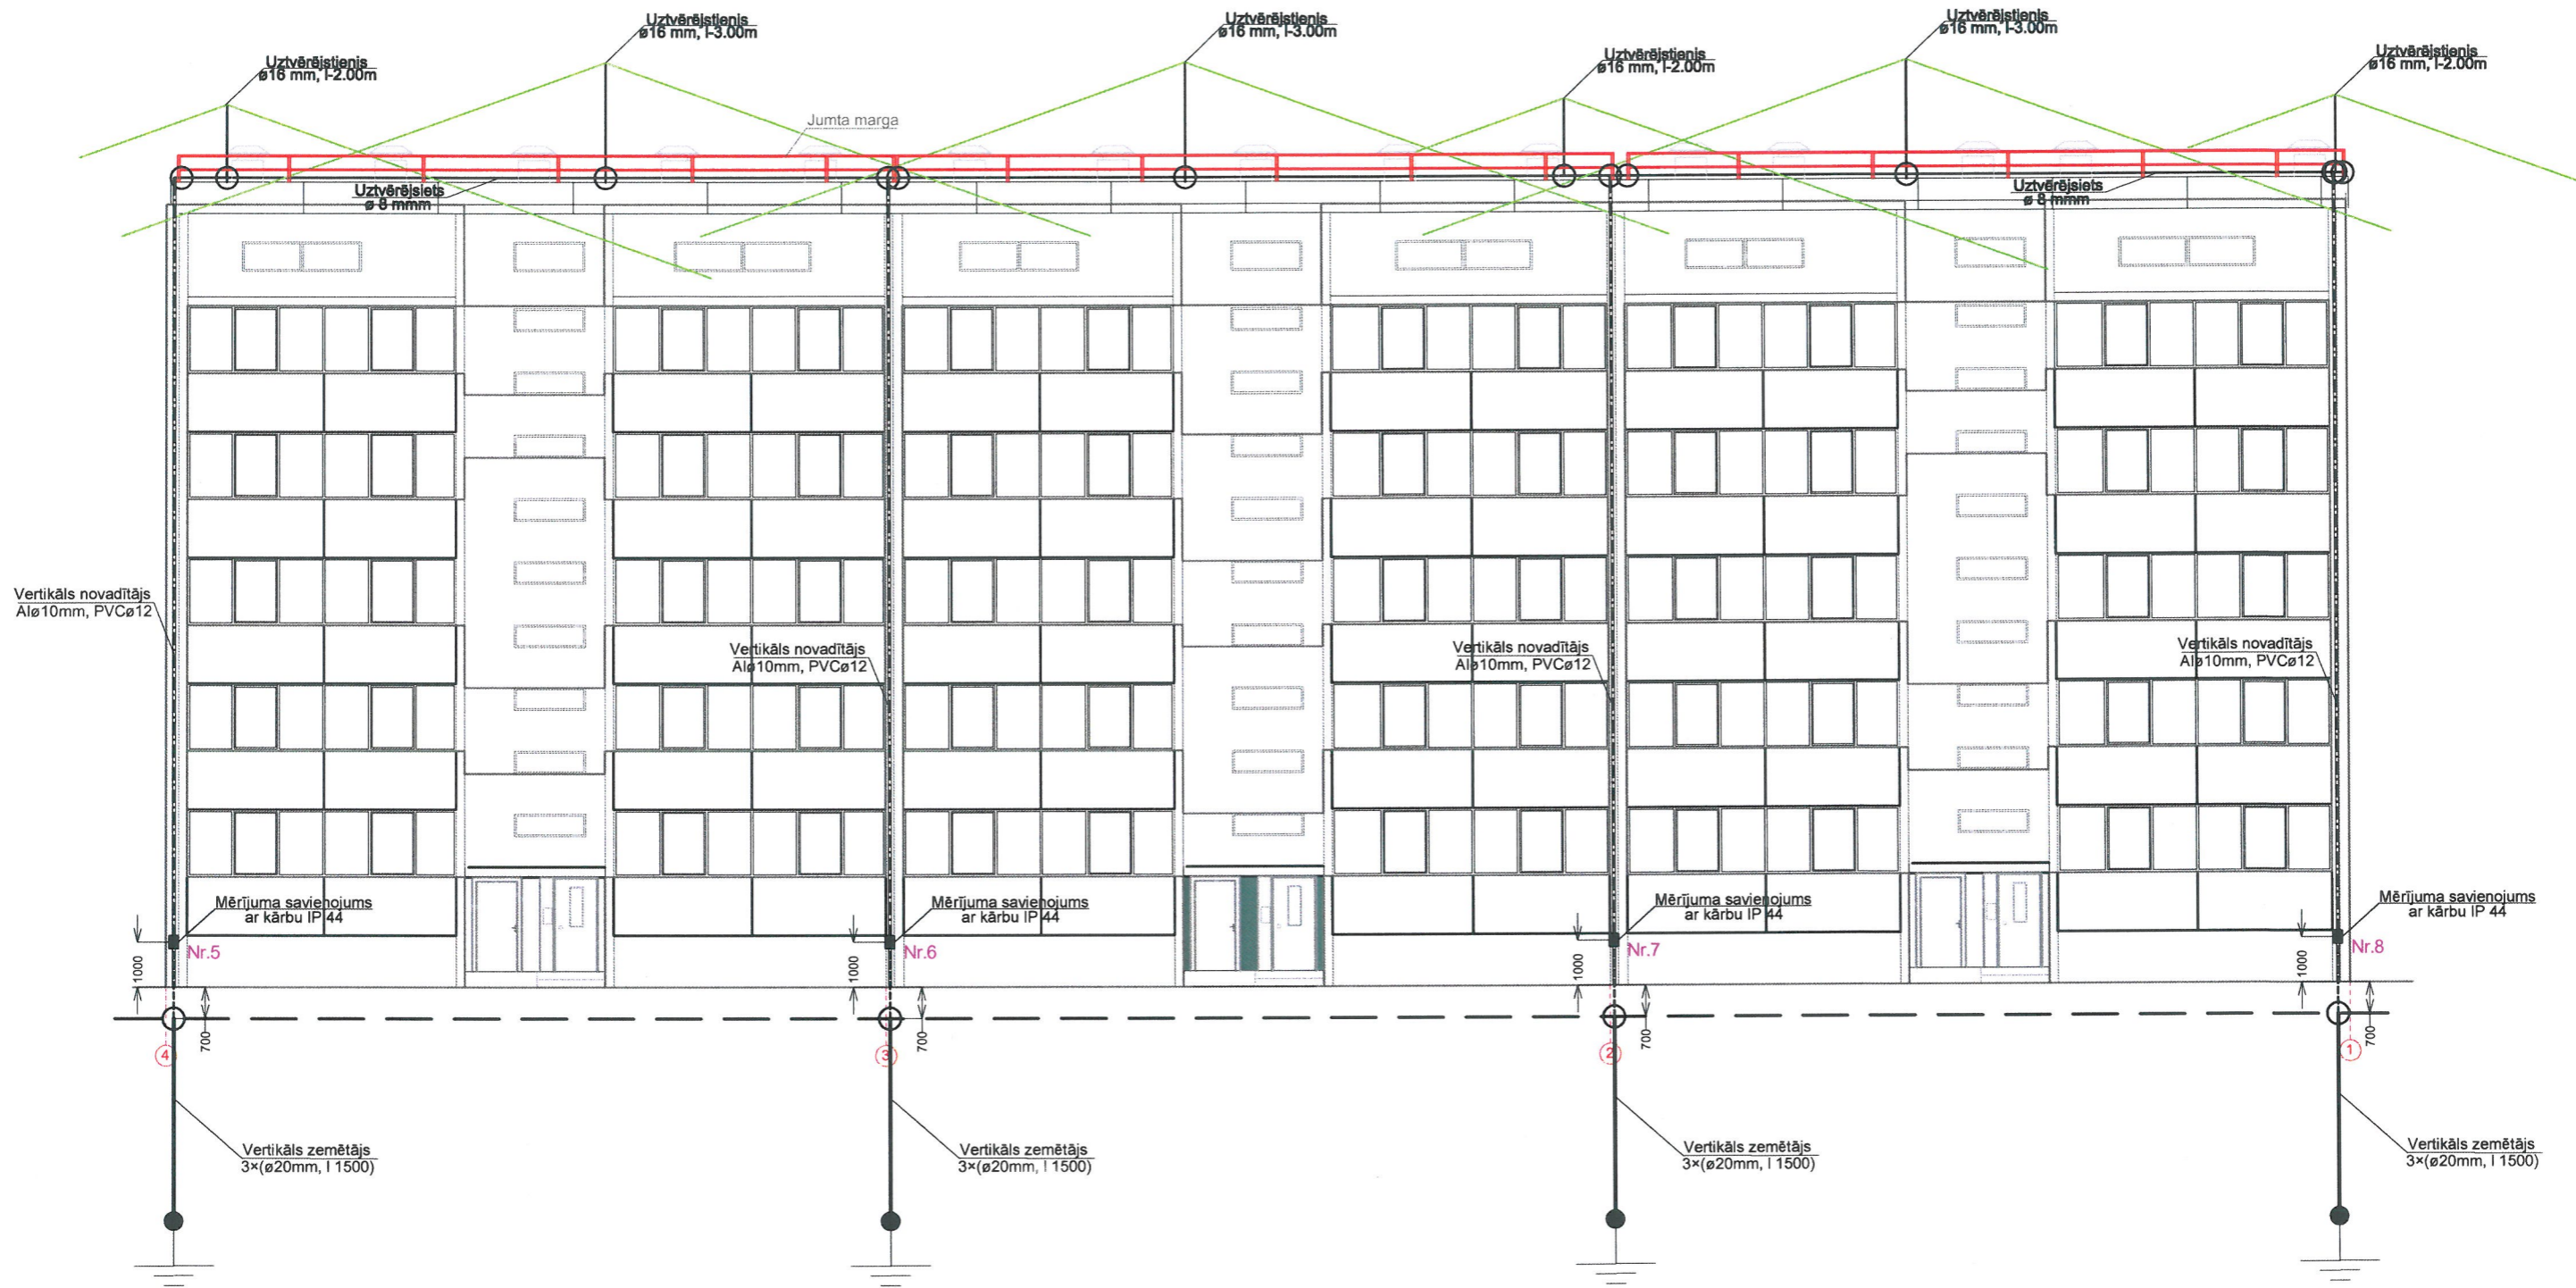 Uztvērējstienis
ø16 mm, l-3.00m
Uztvērējstienis
ø16 mm, l-3.00m
Uztvērējstienis
ø16 mm, l-3.00m
Uztvērējstienis
ø16 mm, l-2.00m
Uztvērējstienis
ø16 mm, l-2.00m
Uztvērējstienis
ø16 mm, l-2.00m
Jumta marga
Uztvērējsiets
ø 8 mmm
Uztvērējsiets
ø 8 mmm
Vertikāls novadītājs
Alø10mm, PVCø12
Vertikāls novadītājs
Alø10mm, PVCø12
Vertikāls novadītājs
Alø10mm, PVCø12
Vertikāls novadītājs
Alø10mm, PVCø12
Mērījuma savienojums
ar kārbu IP 44
Mērījuma savienojums
ar kārbu IP 44
Mērījuma savienojums
ar kārbu IP 44
Mērījuma savienojums
ar kārbu IP 44
Nr.5
Nr.6
Nr.7
Nr.8
1000
1000
1000
1000
700
700
700
700
4
3
2
1
Vertikāls zemētājs
3×(ø20mm, l 1500)
Vertikāls zemētājs
3×(ø20mm, l 1500)
Vertikāls zemētājs
3×(ø20mm, l 1500)
Vertikāls zemētājs
3×(ø20mm, l 1500)